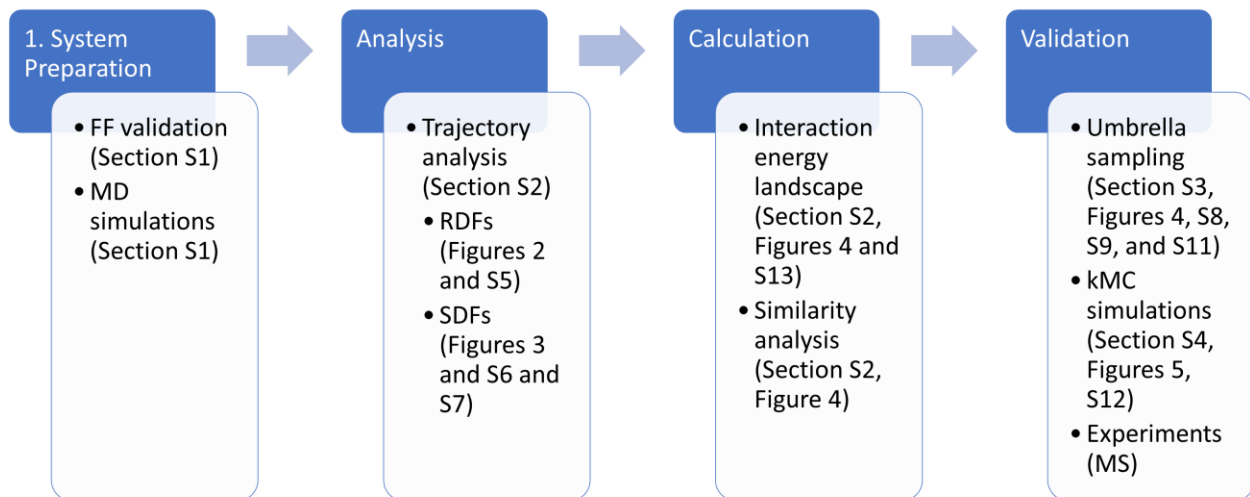 1. System
Preparation
• FF validation
(Section S1)
• MD
simulations
(Section S1)
Analysis
• Trajectory
analysis
(Section S2)
• RDFs
(Figures 2
and S5)
• SDFs
(Figures 3
and S6 and
S7)
Calculation
• Interaction
energy
landscape
(Section S2,
Figures 4 and
S13)
• Similarity
analysis
(Section S2,
Figure 4)
Validation
• Umbrella
sampling
(Section S3,
Figures 4, S8,
S9, and S11)
• kMC
simulations
(Section S4,
Figures 5,
S12)
• Experiments
(MS)